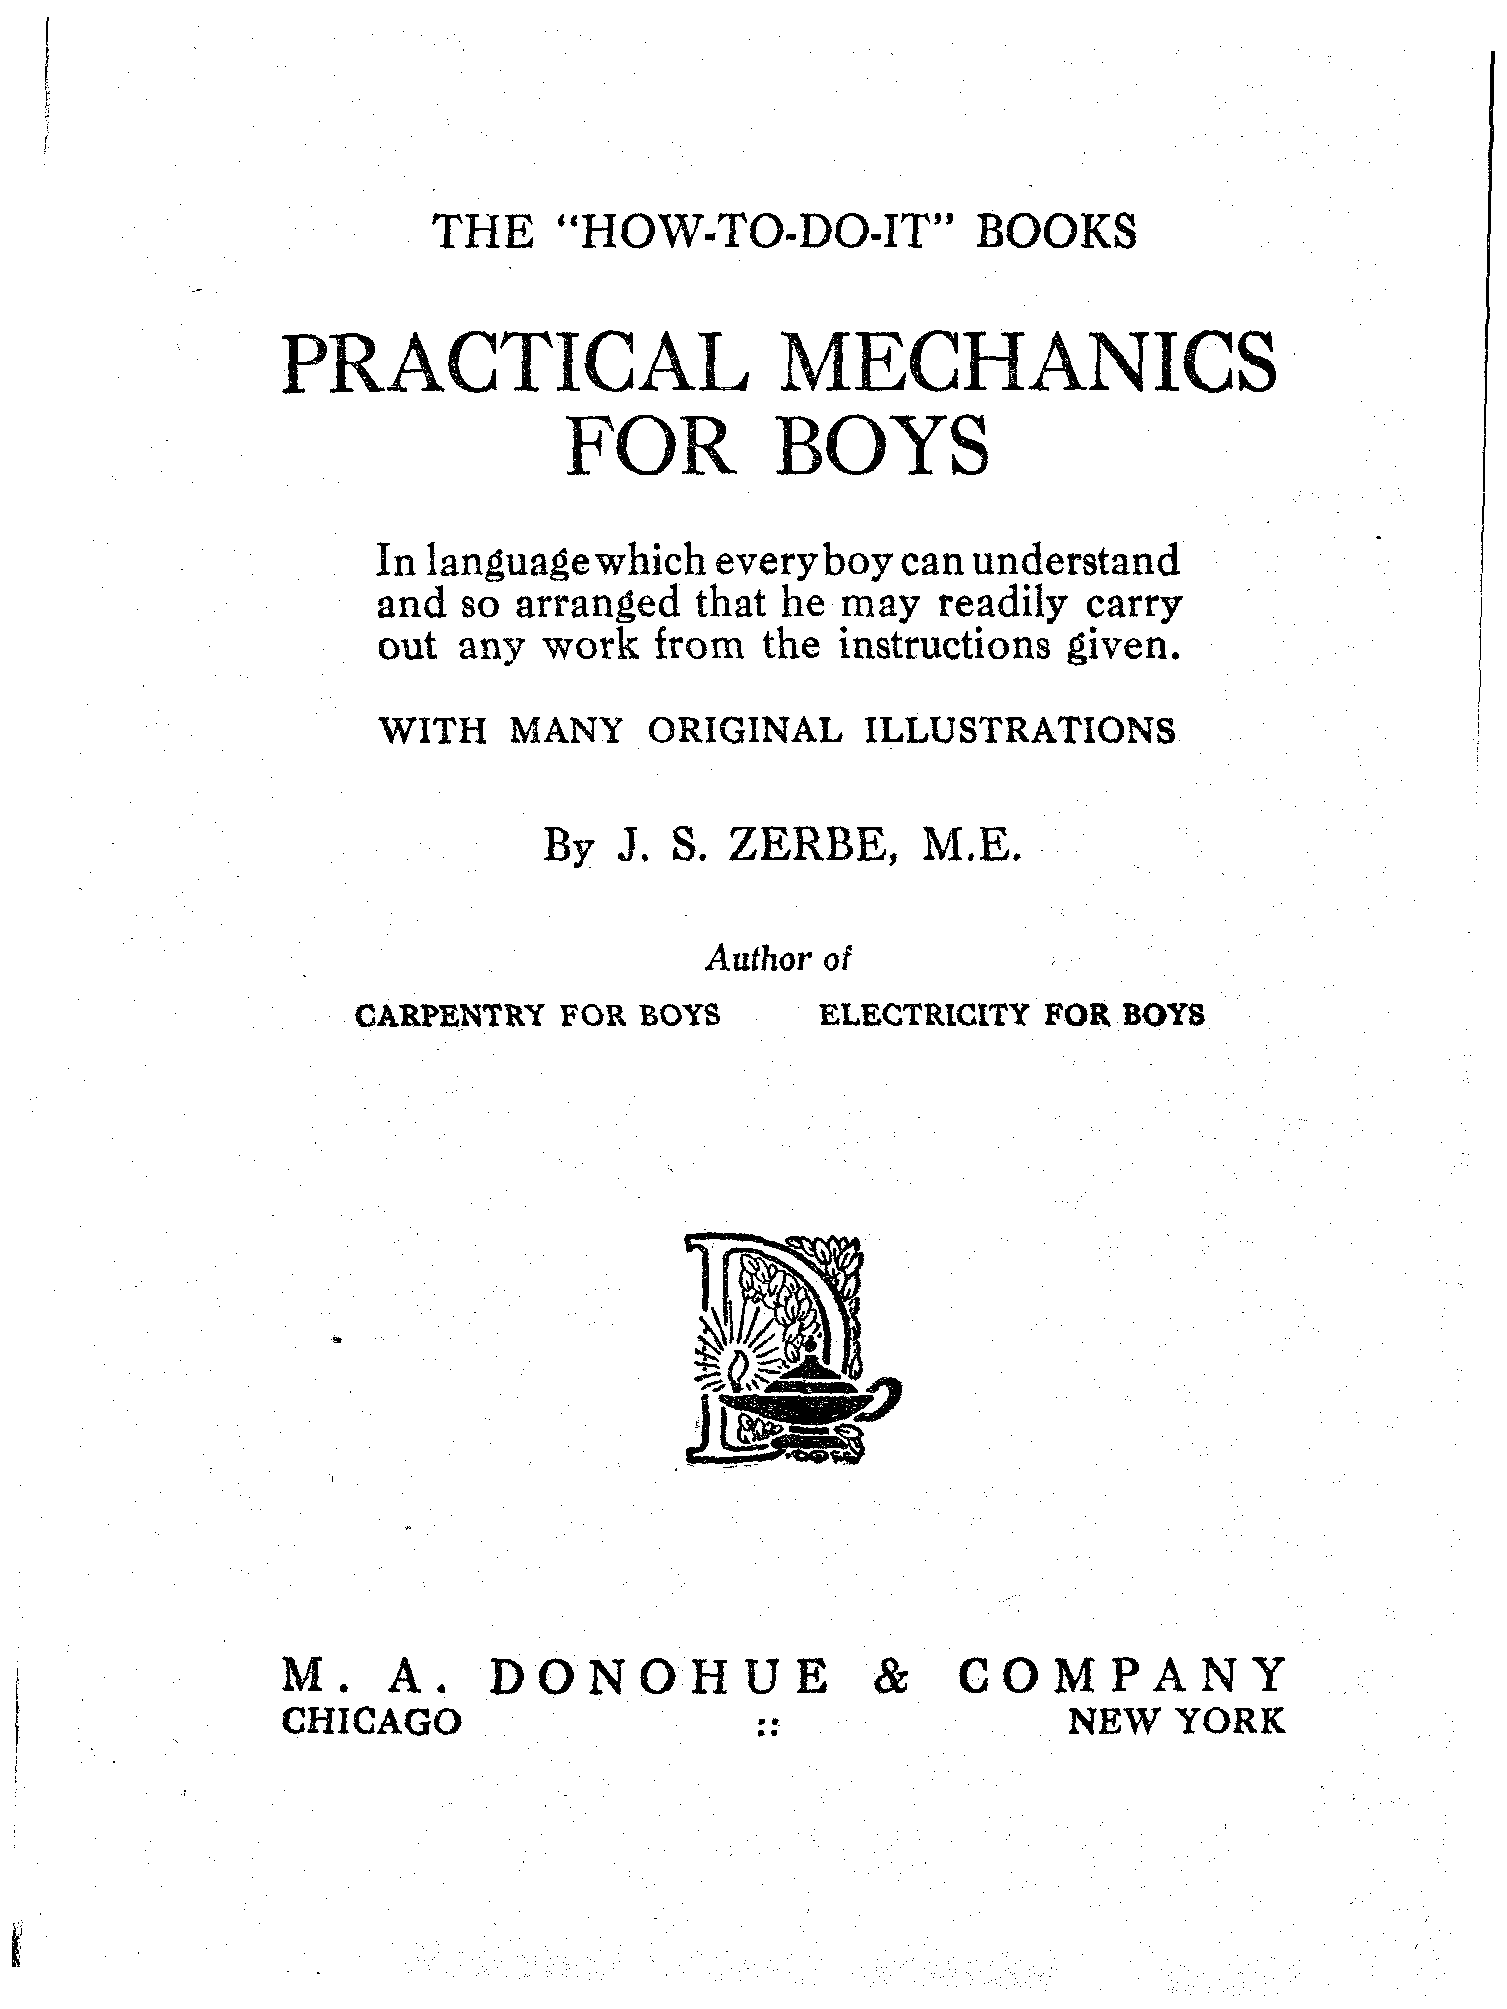 THE "HOW-TO-DO-IT" BOOKS
PRACTICAL MECHANICS
FOR BOYS
In language which every boy can understand
and so arranged that he may readily carry
out any work from the instructions given.
WITH MANY ORIGINAL ILLUSTRATIONS
By J. S. ZERBE, M.E.
Author of
CARPENTRY FOR BOYS ELECTRICITY FOR BOYS
D
M. A. DONOHUE & COMPANY
CHICAGO :: NEW YORK